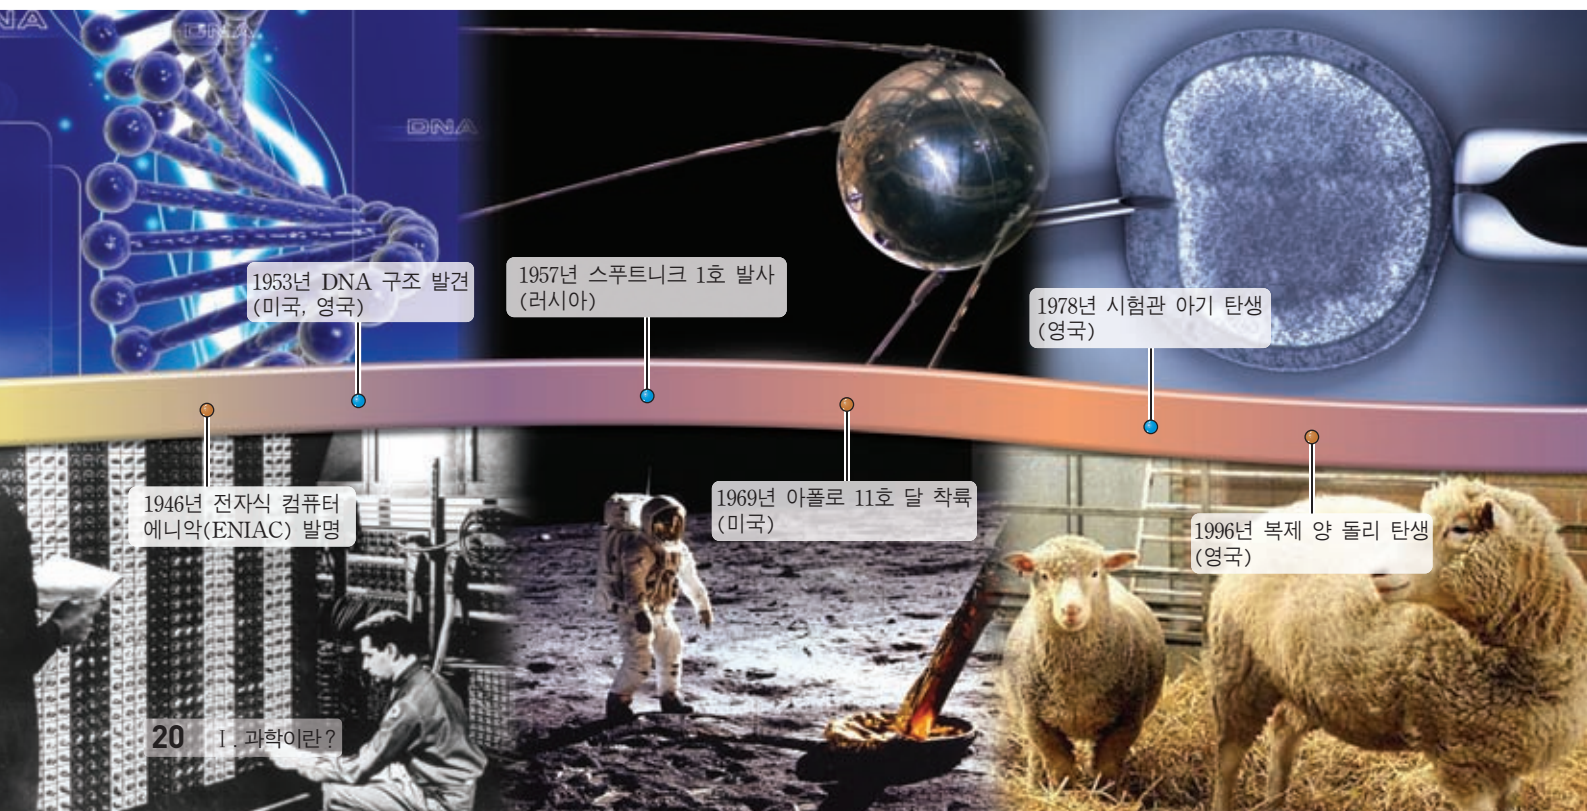 DNA
DNA
1953년 DNA 구조 발견
(미국, 영국)
1957년 스푸트니크 1호 발사
(러시아)
1978년 시험관 아기 탄생
(영국)
1946년 전자식 컴퓨터
에니악(ENIAC) 발명
1969년 아폴로 11호 달 착륙
(미국)
1996년 복제 양 돌리 탄생
(영국)
20 Ⅰ. 과학이란?